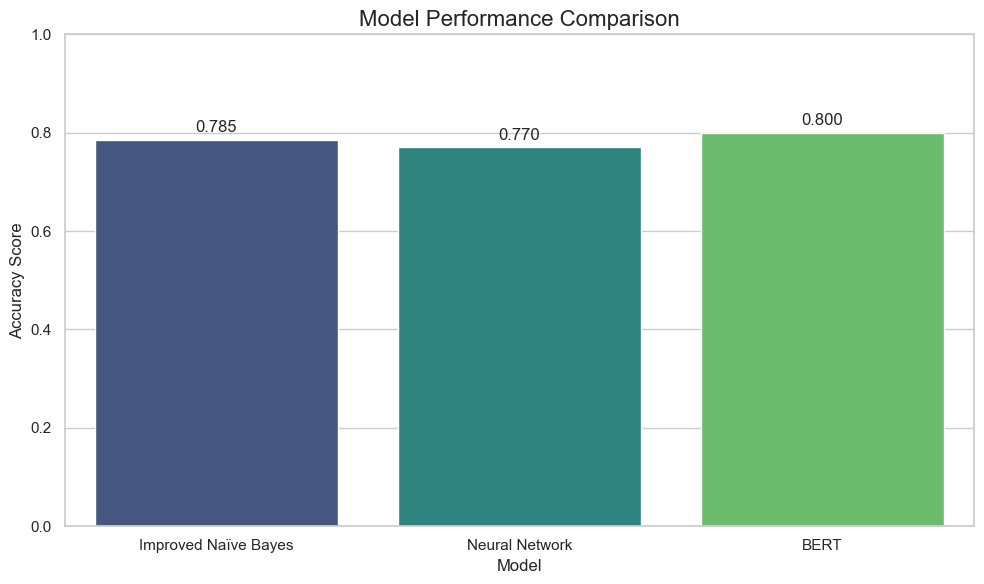 Model Performance Comparison
Accuracy Score
1.0
0.8
0.6
0.4
0.2
0.0
0.785
0.770
0.800
Improved Naïve Bayes
Neural Network
BERT
Model